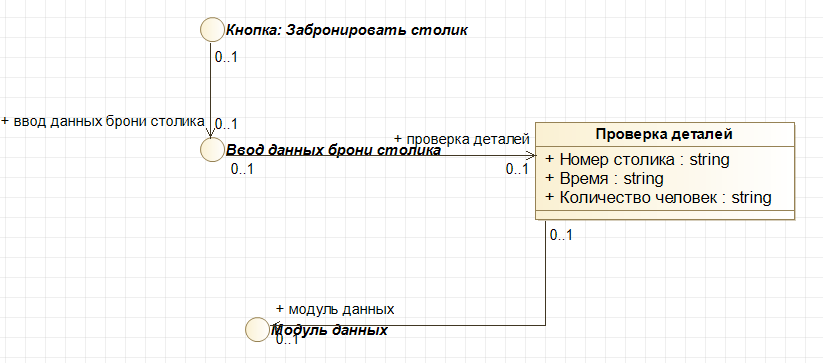 Кнопка: Забронировать столик
0..1
+ ввод данных брони столика
0..1
Ввод данных брони столика
0..1
+ проверка деталей
0..1
Проверка деталей
+ Номер столика : string
+ Время : string
+ Количество человек : string
0..1
+ модуль данных
Модуль данных
0..1